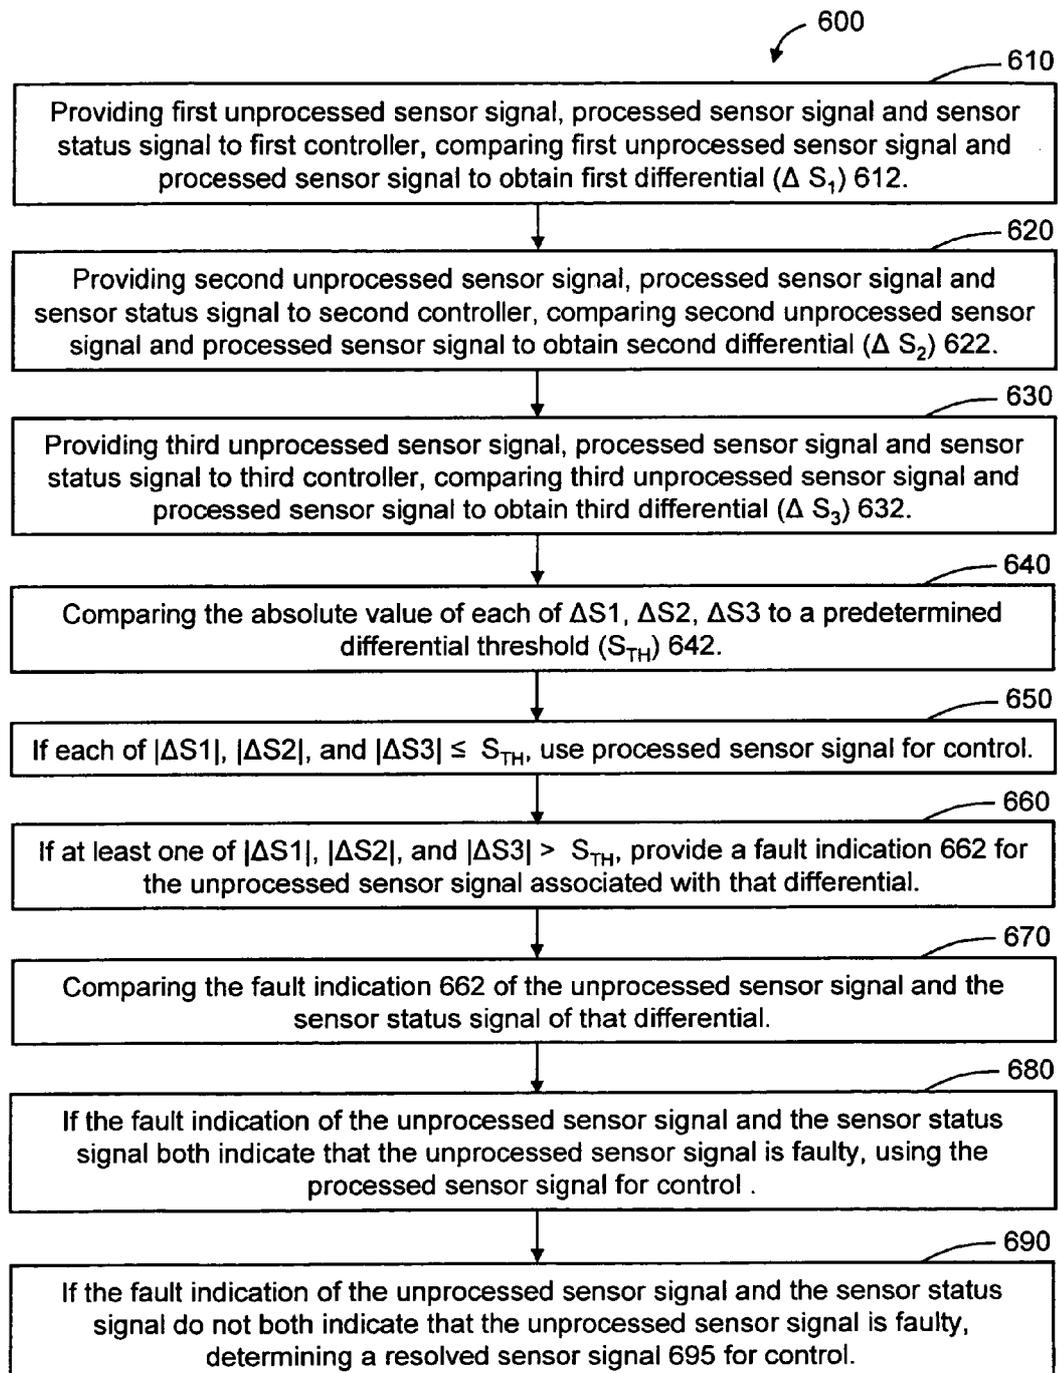 600
610
Providing first unprocessed sensor signal, processed sensor signal and sensor
status signal to first controller, comparing first unprocessed sensor signal and
processed sensor signal to obtain first differential (Δ S₁) 612.
620
Providing second unprocessed sensor signal, processed sensor signal and
sensor status signal to second controller, comparing second unprocessed sensor
signal and processed sensor signal to obtain second differential (Δ S₂) 622.
630
Providing third unprocessed sensor signal, processed sensor signal and sensor
status signal to third controller, comparing third unprocessed sensor signal and
processed sensor signal to obtain third differential (Δ S₃) 632.
640
Comparing the absolute value of each of ΔS1, ΔS2, ΔS3 to a predetermined
differential threshold (S_TH) 642.
650
If each of |ΔS1|, |ΔS2|, and |ΔS3| ≤ S_TH, use processed sensor signal for control.
660
If at least one of |ΔS1|, |ΔS2|, and |ΔS3| > S_TH, provide a fault indication 662 for
the unprocessed sensor signal associated with that differential.
670
Comparing the fault indication 662 of the unprocessed sensor signal and the
sensor status signal of that differential.
680
If the fault indication of the unprocessed sensor signal and the sensor status
signal both indicate that the unprocessed sensor signal is faulty, using the
processed sensor signal for control .
690
If the fault indication of the unprocessed sensor signal and the sensor status
signal do not both indicate that the unprocessed sensor signal is faulty,
determining a resolved sensor signal 695 for control.